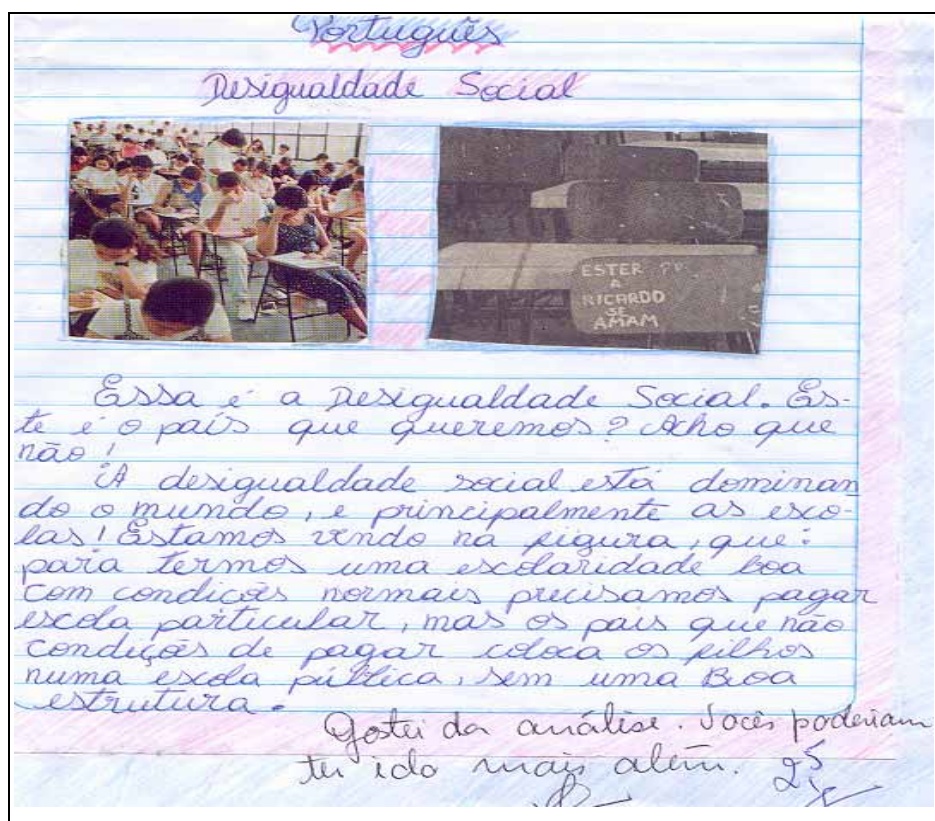 Português
Desigualdade Social
ESTER
A
RICARDO
SE
AMAM
Essa é a Desigualdade Social. Es-
te é o país que queremos? Acho que
não!
A desigualdade social está dominan
do o mundo, e principalmente as esco-
las! Estamos vendo na figura, que:
para termos uma escolaridade boa
com condições normais precisamos pagar
escola particular, mas os pais que não
condições de pagar coloca os filhos
numa escola pública, sem uma Boa
estrutura.
Gostei da análise. Vocês poderiam
ter ido mais além.